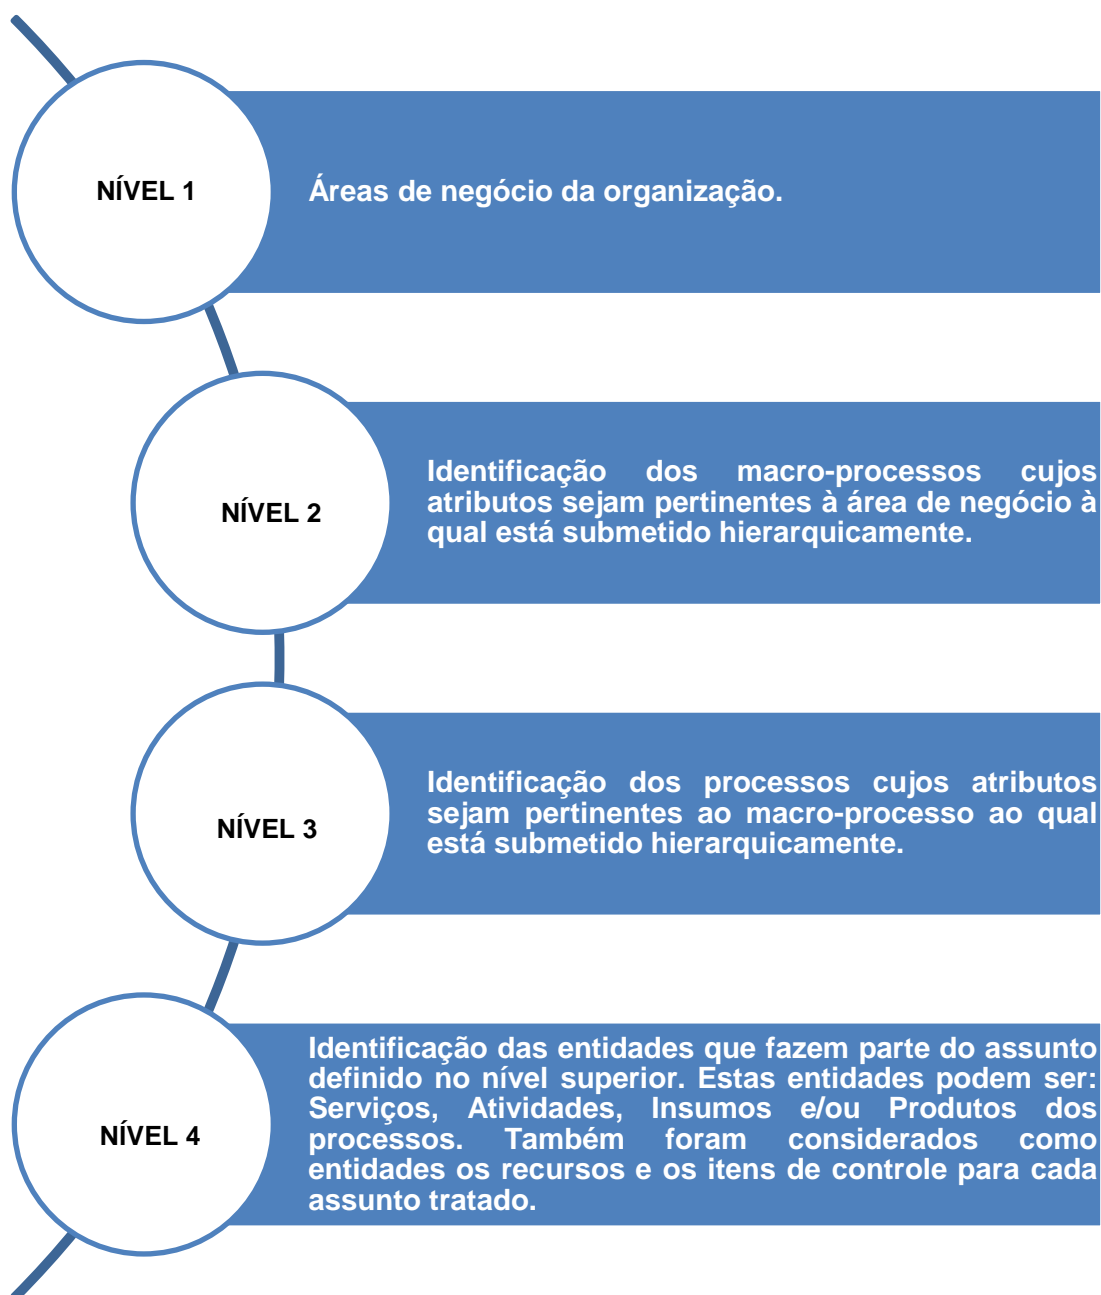 NÍVEL 1
Áreas de negócio da organização.
NÍVEL 2
Identificação dos macro-processos cujos
atributos sejam pertinentes à área de negócio à
qual está submetido hierarquicamente.
NÍVEL 3
Identificação dos processos cujos atributos
sejam pertinentes ao macro-processo ao qual
está submetido hierarquicamente.
NÍVEL 4
Identificação das entidades que fazem parte do assunto
definido no nível superior. Estas entidades podem ser:
Serviços, Atividades, Insumos e/ou Produtos dos
processos. Também foram considerados como
entidades os recursos e os itens de controle para cada
assunto tratado.